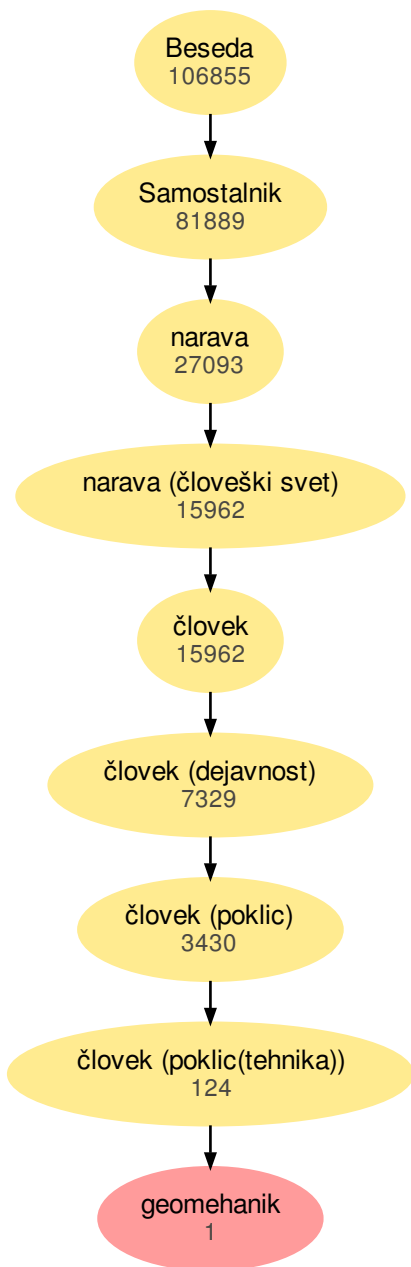 Beseda
106855
Samostalnik
81889
narava
27093
narava (človeški svet)
15962
človek
15962
človek (dejavnost)
7329
človek (poklic)
3430
človek (poklic(tehnika))
124
geomehanik
1